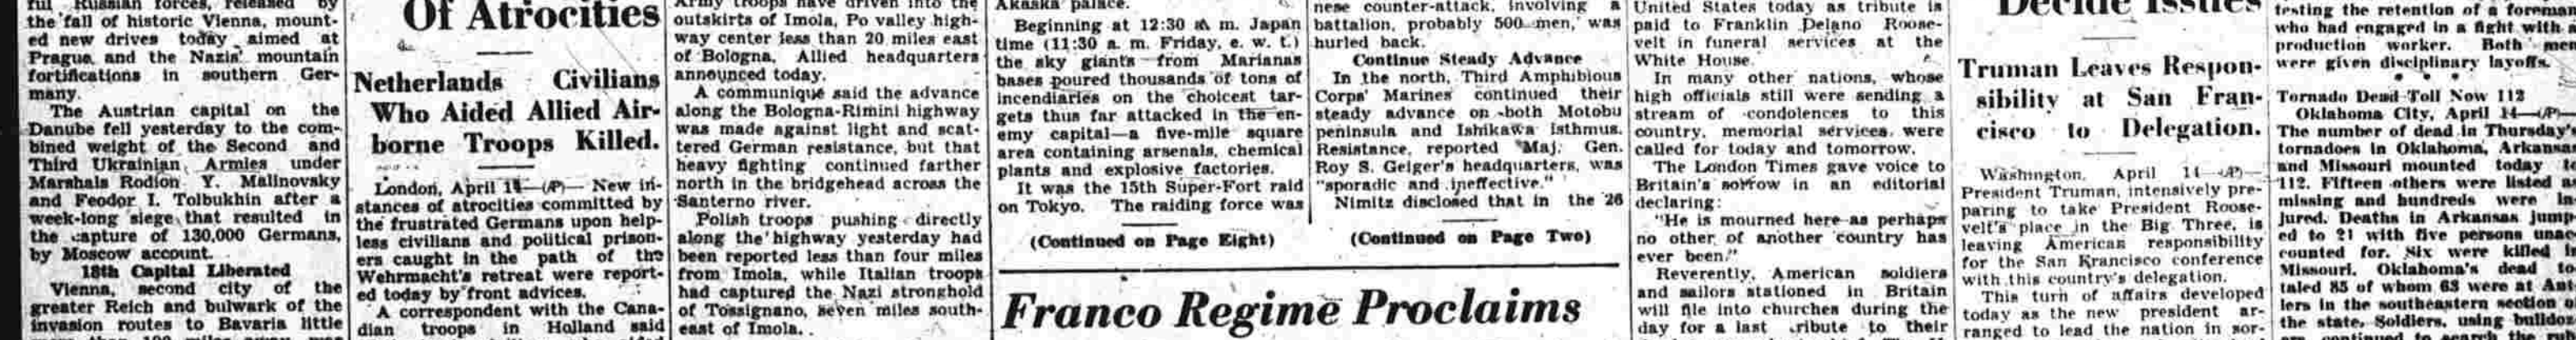 ful Russian forces, released by
the fall of historic Vienna, mount-
ed new drives today aimed at
Prague and the Nazis' mountain
fortifications in southern Ger-
many.
The Austrian capital on the
Danube fell yesterday to the com-
bined weight of the Second and
Third Ukrainian Armies under
Marshals Rodion Y. Malinovsky
and Feodor I. Tolbukhin after a
week-long siege that resulted in
the capture of 130,000 Germans,
by Moscow account.
18th Capital Liberated
Vienna, second city of the
greater Reich and bulwark of the
invasion routes to Bavaria little
Of Atrocities
Netherlands Civilians
Who Aided Allied Air-
borne Troops Killed.
London, April 14—(AP)— New in-
stances of atrocities committed by
the frustrated Germans upon help-
less civilians and political prison-
ers caught in the path of the
Wehrmacht's retreat were report-
ed today by front advices.
A correspondent with the Cana-
dian troops in Holland said
Army troops have driven into the
outskirts of Imola, Po valley high-
way center less than 20 miles east
of Bologna, Allied headquarters
announced today.
A communique said the advance
along the Bologna-Rimini highway
was made against light and scat-
tered German resistance, but that
heavy fighting continued farther
north in the bridgehead across the
Santerno river.
Polish troops pushing directly
along the highway yesterday had
been reported less than four miles
from Imola, while Italian troops
had captured the Nazi stronghold
of Tossignano, seven miles south-
east of Imola.
Akaska palace.
Beginning at 12:30 a. m. Japan
time (11:30 a. m. Friday, e. w. t.)
the sky giants from Marianas
bases poured thousands of tons of
incendiaries on the choicest tar-
gets thus far attacked in the en-
emy capital—a five-mile square
area containing arsenals, chemical
plants and explosive factories.
It was the 15th Super-Fort raid
on Tokyo. The raiding force was
(Continued on Page Eight)
nese counter-attack, involving a
battalion, probably 500 men, was
hurled back.
Continue Steady Advance
In the north, Third Amphibious
Corps' Marines continued their
steady advance on both Motobu
peninsula and Ishikawa isthmus.
Resistance, reported Maj. Gen.
Roy S. Geiger's headquarters, was
"sporadic and ineffective."
Nimitz disclosed that in the 26
(Continued on Page Two)
Franco Regime Proclaims
United States today as tribute is
paid to Franklin Delano Roose-
velt in funeral services at the
White House.
In many other nations, whose
high officials still were sending a
stream of condolences to this
country, memorial services were
called for today and tomorrow.
The London Times gave voice to
Britain's sorrow in an editorial
declaring:
"He is mourned here as perhaps
no other of another country has
ever been."
Reverently, American soldiers
and sailors stationed in Britain
will file into churches during the
day for a last tribute to their
Decide Issues
Truman Leaves Respon-
sibility at San Fran-
cisco to Delegation.
Washington, April 14—(AP)—
President Truman, intensively pre-
paring to take President Roose-
velt's place in the Big Three, is
leaving American responsibility
for the San Francisco conference
with this country's delegation.
This turn of affairs developed
today as the new president ar-
ranged to lead the nation in sor-
testing the retention of a foreman
who had engaged in a fight with a
production worker. Both men
were given disciplinary layoffs.
• • •
Tornado Dead Toll Now 112
Oklahoma City, April 14—(AP)—
The number of dead in Thursday's
tornadoes in Oklahoma, Arkansas
and Missouri mounted today to
112. Fifteen others were listed as
missing and hundreds were in-
jured. Deaths in Arkansas jump-
ed to 21 with five persons unac-
counted for. Six were killed in
Missouri. Oklahoma's dead to-
taled 85 of whom 63 were at Ant-
lers in the southeastern section of
the state. Soldiers, using bulldoz-